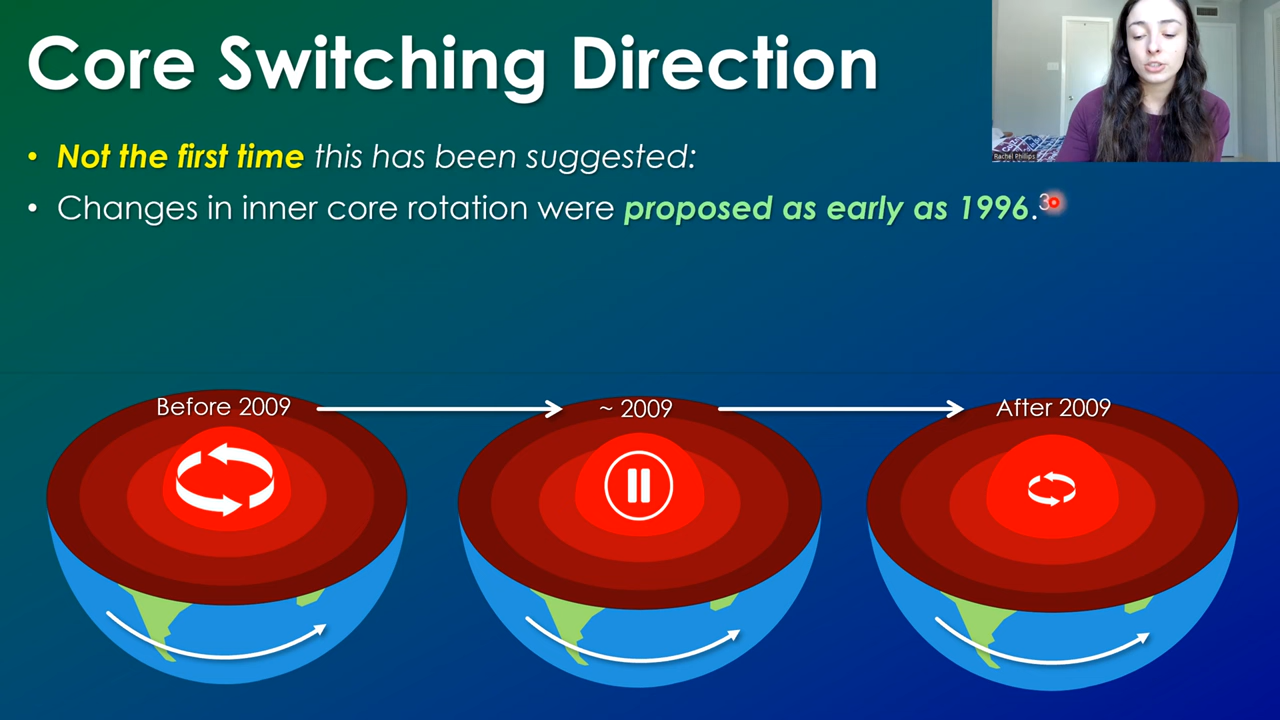 Core Switching Direction
Rachel Phillips
• Not the first time this has been suggested:
• Changes in inner core rotation were proposed as early as 1996.3
Before 2009
~ 2009
After 2009